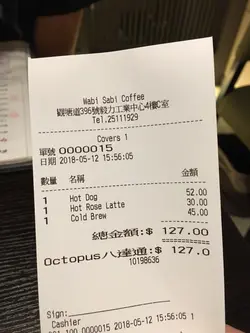 Wabi Sabi Coffee
觀塘道396號毅力工業中心4樓C室
Tel.25111929
Covers 1
單號 0000015
日期 2018-05-12 15:56:05
數量 名稱 金額
1 Hot Dog 52.00
1 Hot Rose Latte 30.00
1 Cold Brew 45.00
總金額:$ 127.00
Octopus八達通:$ 127.0
10198636
Sign:
Cashier
0000015 2018-05-12 15:56:05 1